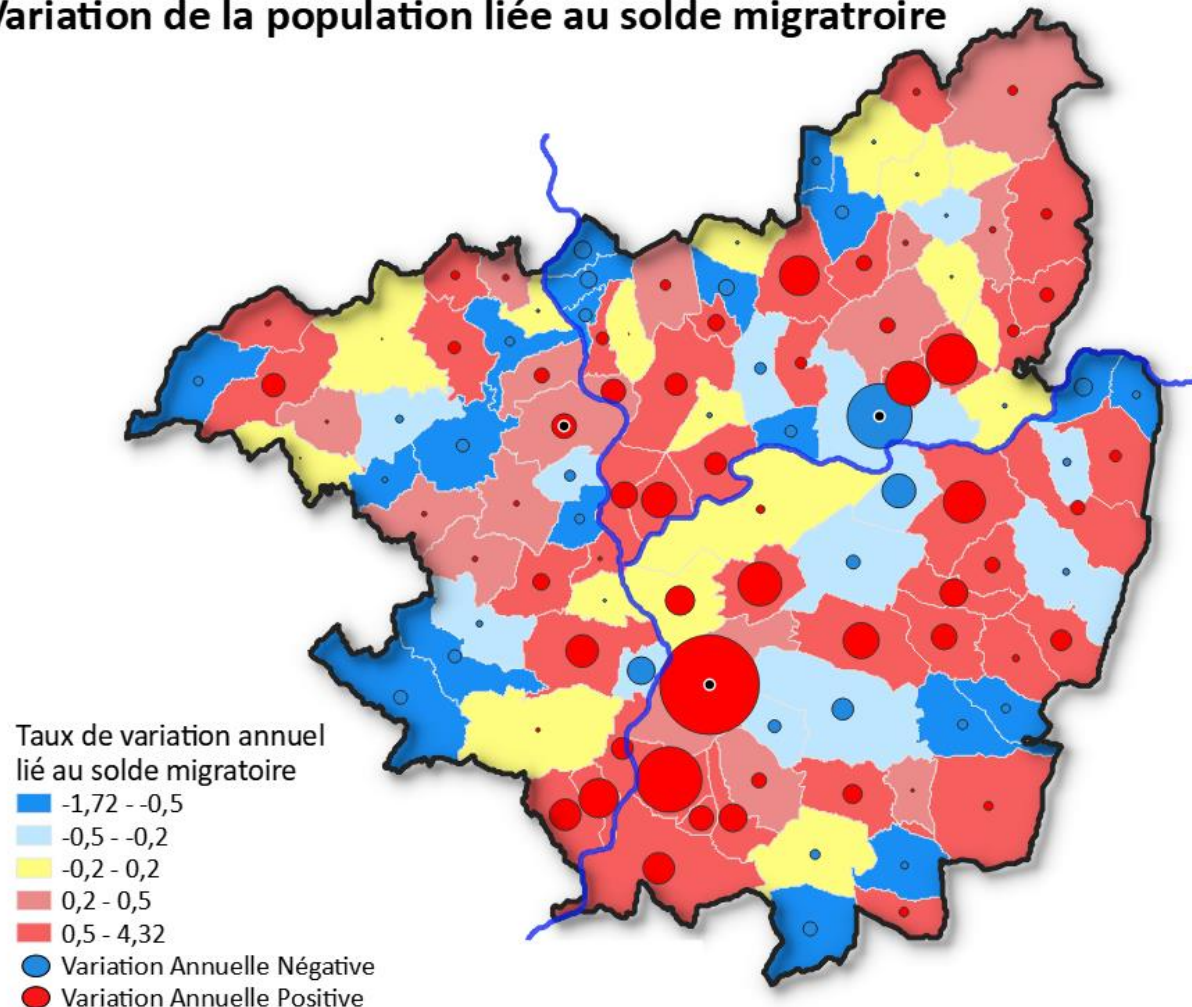 Variation de la population liée au solde migratroire
Taux de variation annuel
lié au solde migratoire
-1,72 - -0,5
-0,5 - -0,2
-0,2 - 0,2
0,2 - 0,5
0,5 - 4,32
Variation Annuelle Négative
Variation Annuelle Positive